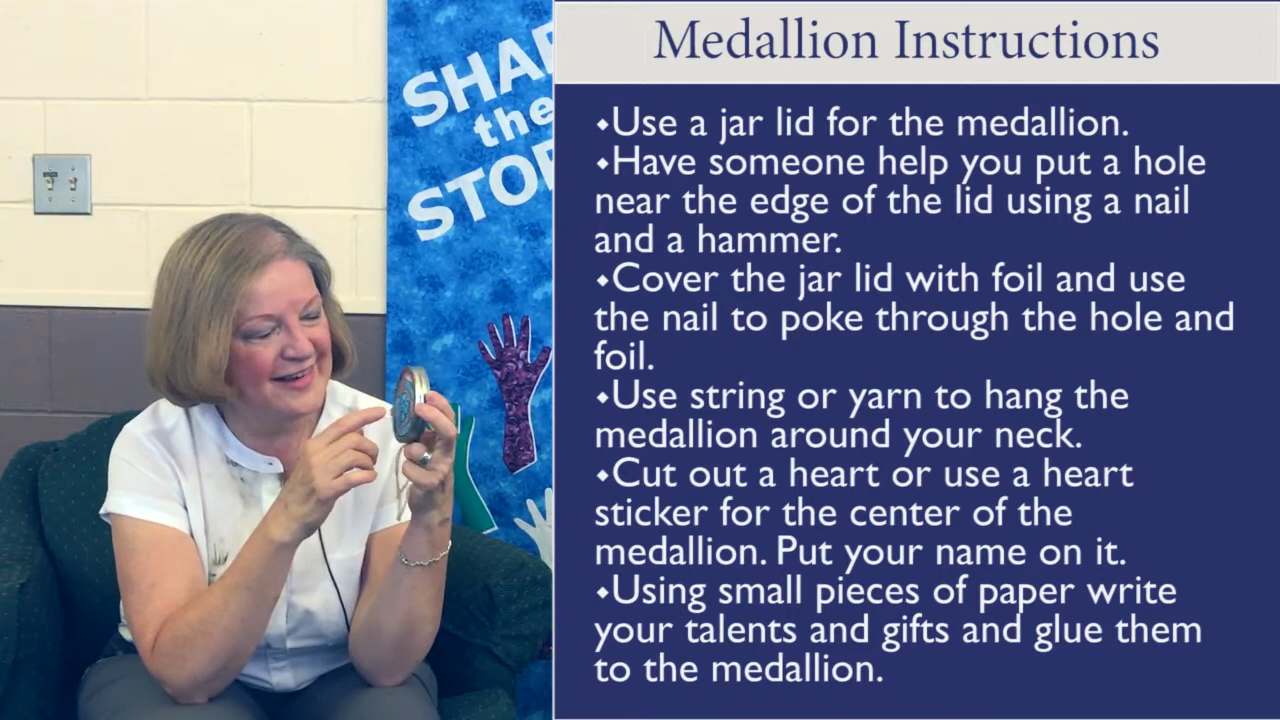 SHAR
the
STOR
Medallion Instructions
⬥Use a jar lid for the medallion.
⬥Have someone help you put a hole
near the edge of the lid using a nail
and a hammer.
⬥Cover the jar lid with foil and use
the nail to poke through the hole and
foil.
⬥Use string or yarn to hang the
medallion around your neck.
⬥Cut out a heart or use a heart
sticker for the center of the
medallion. Put your name on it.
⬥Using small pieces of paper write
your talents and gifts and glue them
to the medallion.